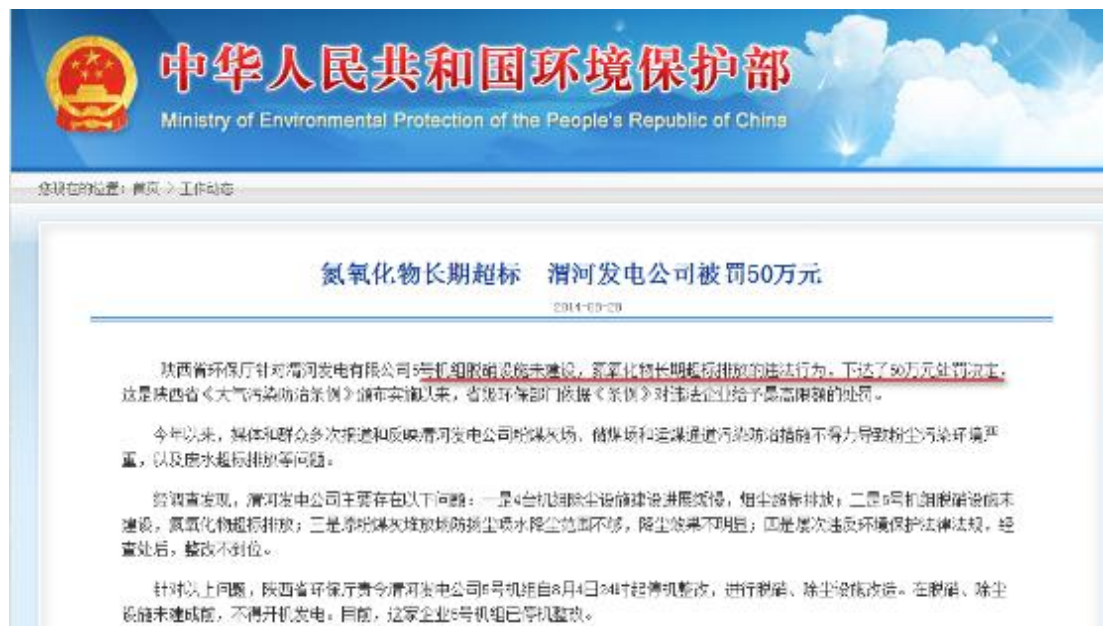 中华人民共和国环境保护部
Ministry of Environmental Protection of the People's Republic of China
您现在的位置：首页 > 工作动态
氮氧化物长期超标 渭河发电公司被罚50万元
陕西省环保厅针对渭河发电有限公司5号机组脱硝设施未建设，氮氧化物长期超标排放的违法行为，下达了50万元处罚决定。
这是陕西省《大气污染防治条例》颁布实施以来，省级环保部门依据《条例》对违法企业给予最高限额的处罚。
今年以来，媒体和群众多次报道和反映渭河发电公司粉煤灰场、储煤场和运煤通道污染防治措施不得力导致粉尘污染环境严
重，以及废水超标排放等问题。
经调查发现，渭河发电公司主要存在以下问题：一是4台机组除尘设施建设进展缓慢，烟尘超标排放；二是5号机组脱硝设施未
建设，氮氧化物超标排放；三是原粉煤灰堆放场防扬尘喷水降尘范围不够，降尘效果不明显；四是屡次违反环境保护法律法规，经
查处后，整改不到位。
针对以上问题，陕西省环保厅责令渭河发电公司5号机组自8月4日24时起停机整改，进行脱硝、除尘设施改造。在脱硝、除尘
设施未建成前，不得开机发电。目前，这家企业5号机组已停机整改。